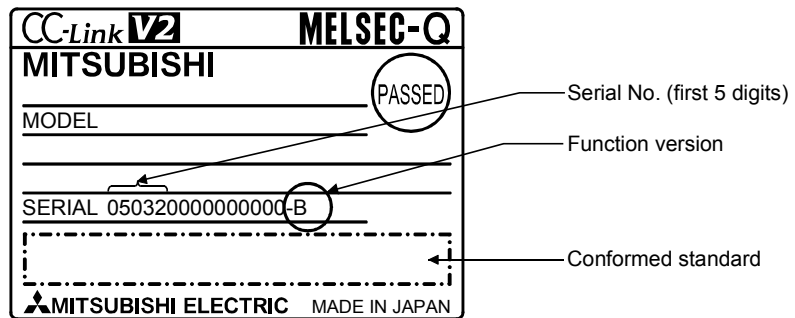 CC-Link V2 MELSEC-Q
MITSUBISHI
PASSED
Serial No. (first 5 digits)
MODEL
Function version
SERIAL 050320000000000-B
Conformed standard
MITSUBISHI ELECTRIC MADE IN JAPAN